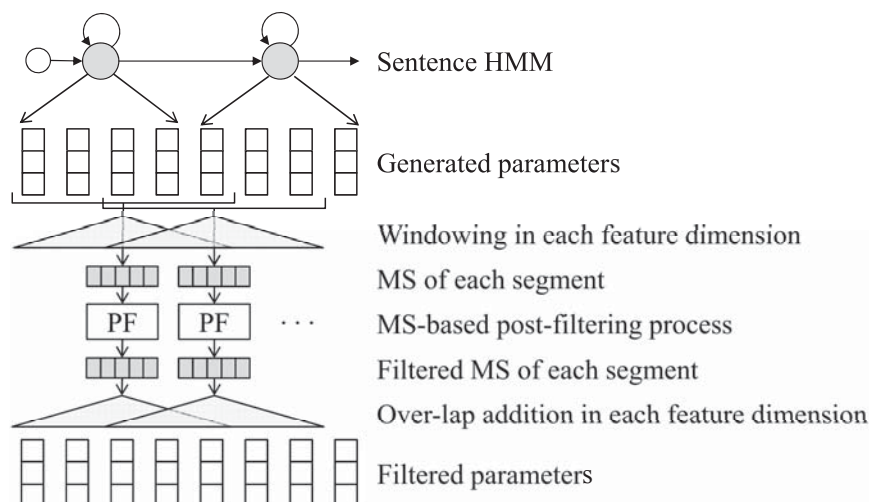 Sentence HMM
Generated parameters
Windowing in each feature dimension
MS of each segment
PF PF · · · MS-based post-filtering process
Filtered MS of each segment
Over-lap addition in each feature dimension
Filtered parameters